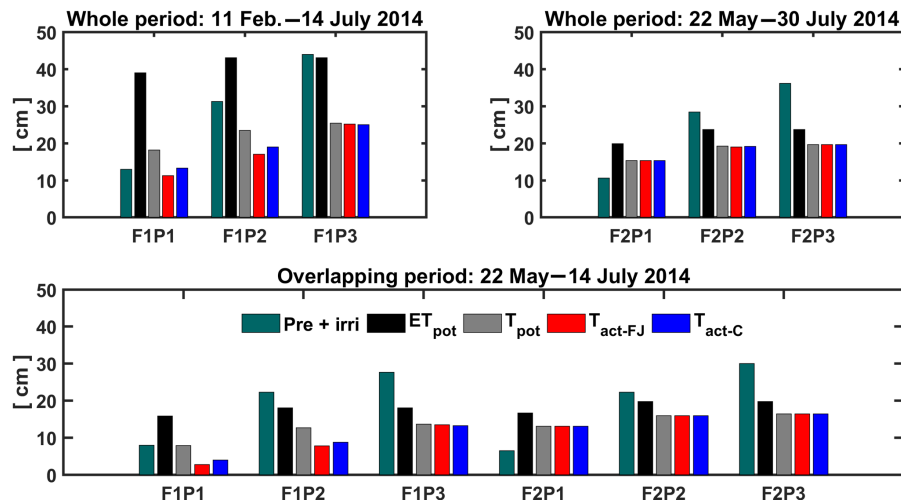 Whole period: 11 Feb.–14 July 2014
50
40
30
20
10
0
[ cm ]
F1P1 F1P2 F1P3
Whole period: 22 May–30 July 2014
50
40
30
20
10
0
[ cm ]
F2P1 F2P2 F2P3
Overlapping period: 22 May–14 July 2014
50
40
30
20
10
0
[ cm ]
Pre + irri ETpot Tpot Tact-FJ Tact-C
F1P1 F1P2 F1P3 F2P1 F2P2 F2P3